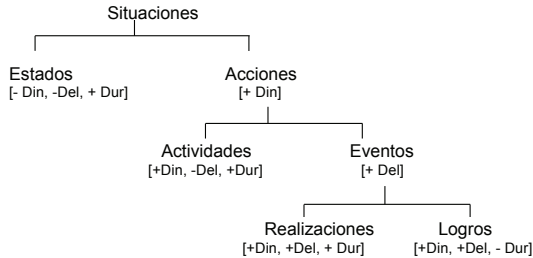 Situaciones
Estados Acciones
[- Din, -Del, + Dur] [+ Din]
Actividades Eventos
[+Din, -Del, +Dur] [+ Del]
Realizaciones Logros
[+Din, +Del, + Dur] [+Din, +Del, - Dur]